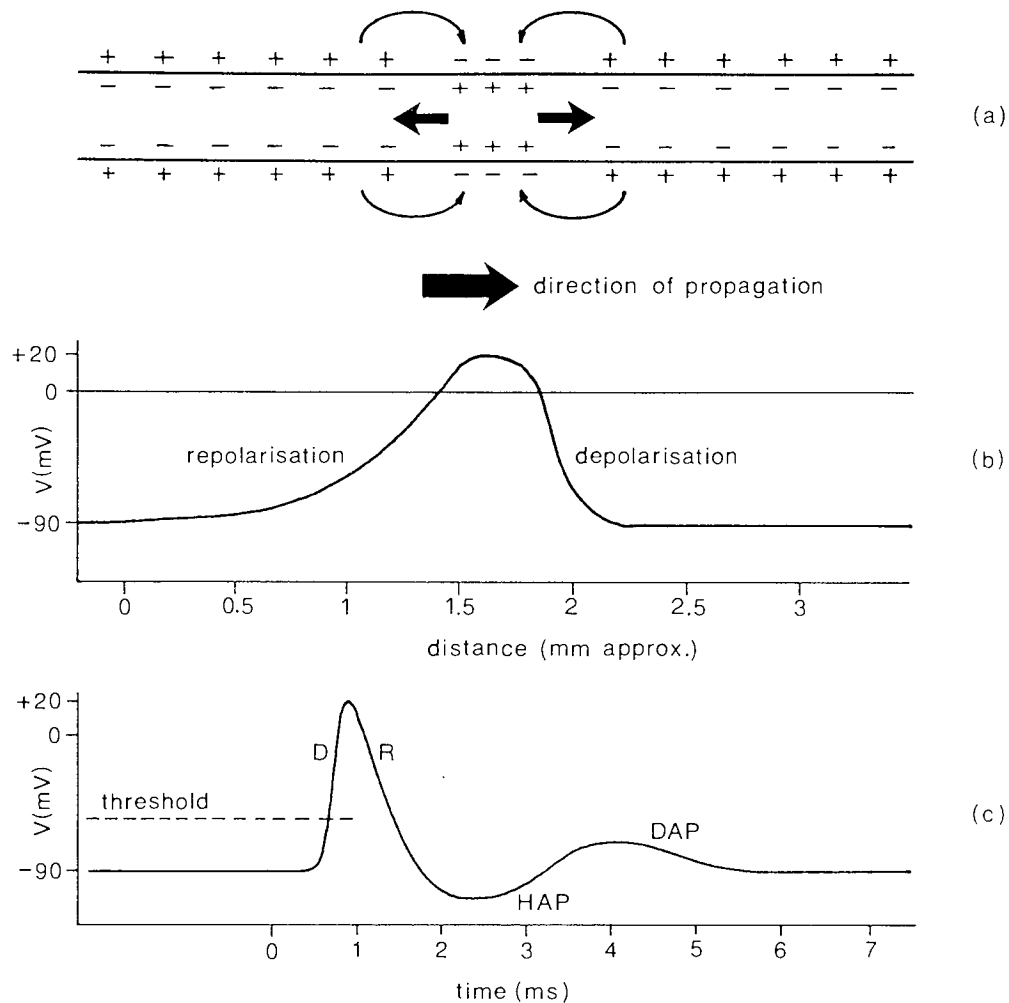 + + + + + + − − − + + + + + +
− − − − − − + + + − − − − − −
(a)
− − − − − − + + + − − − − − −
+ + + + + + − − − + + + + + +
direction of propagation
+20
0
V(mV)
repolarisation depolarisation
(b)
−90
0 0.5 1 1.5 2 2.5 3
distance (mm approx.)
+20
0
D R
V(mV)
threshold
(c)
DAP
−90
HAP
0 1 2 3 4 5 6 7
time (ms)